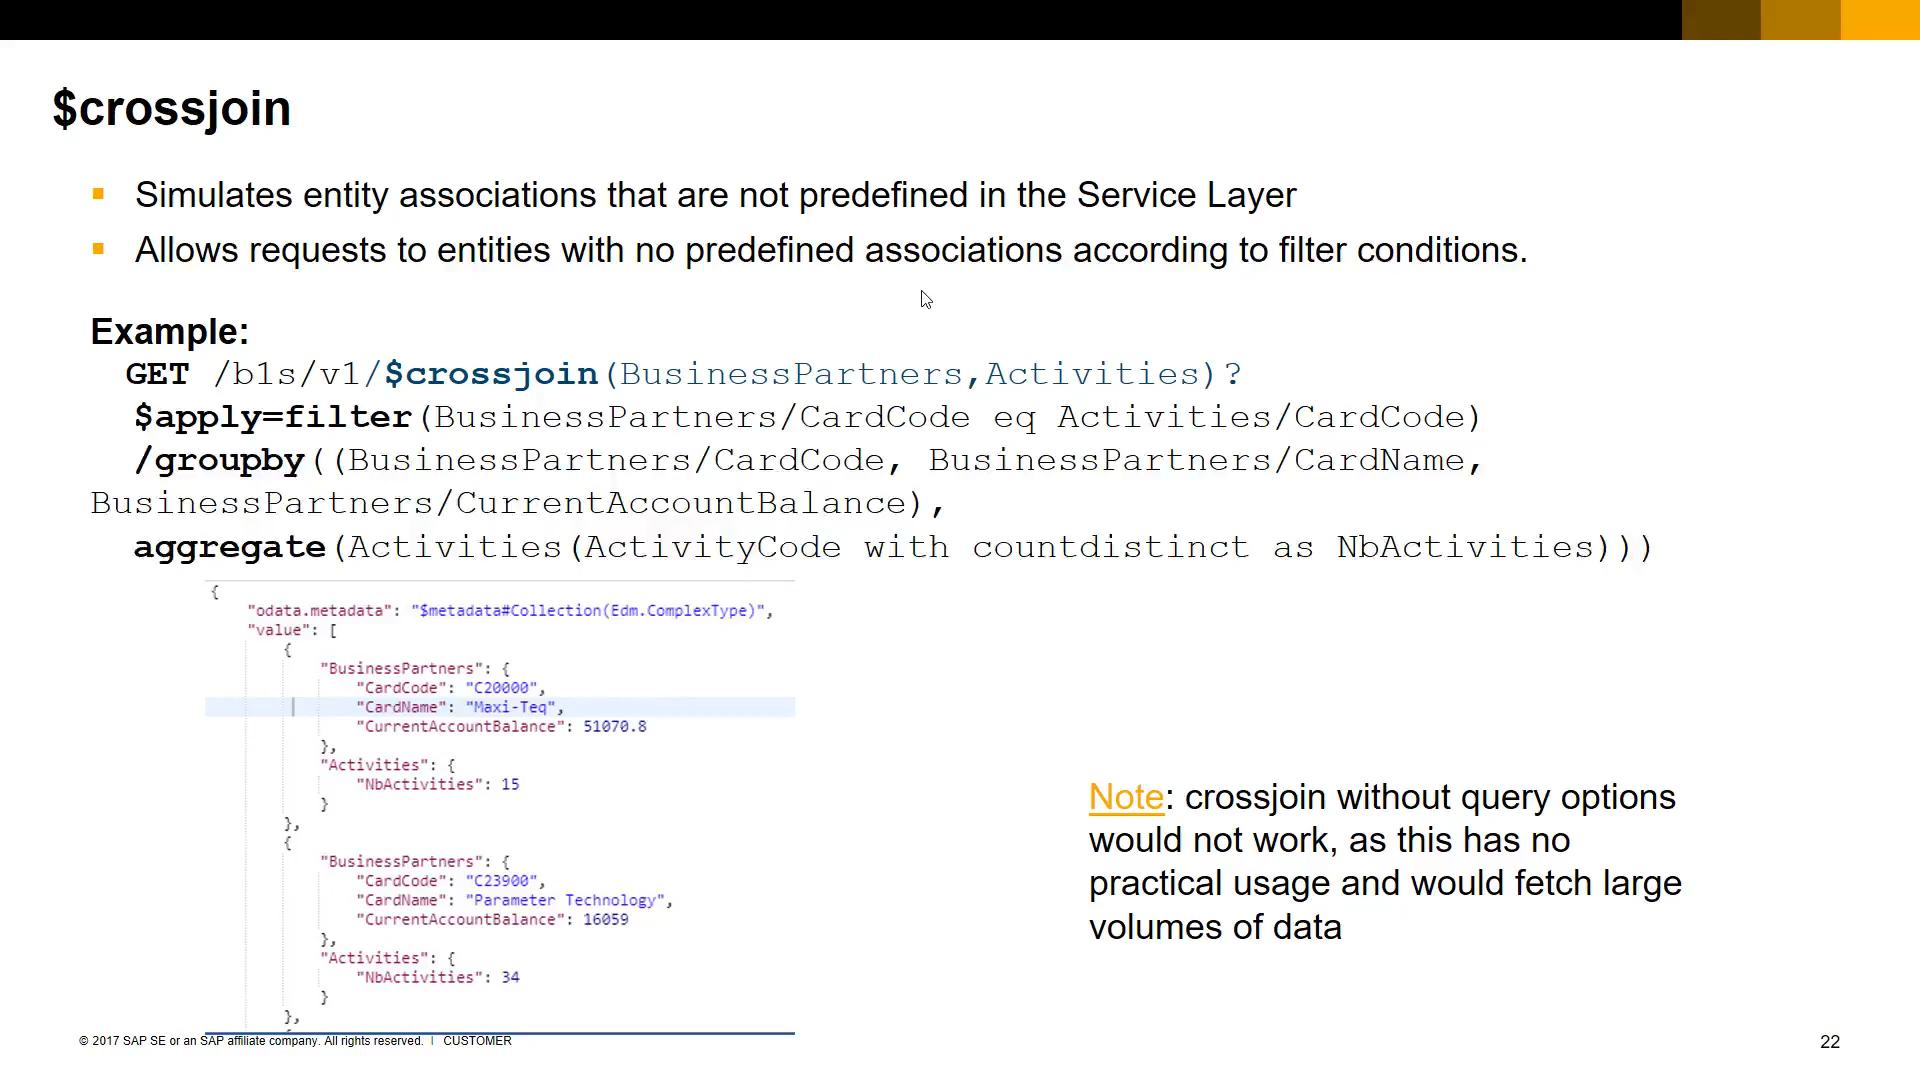 $crossjoin
Simulates entity associations that are not predefined in the Service Layer
Allows requests to entities with no predefined associations according to filter conditions.
Example:
GET /b1s/v1/$crossjoin(BusinessPartners,Activities)?
$apply=filter(BusinessPartners/CardCode eq Activities/CardCode)
/groupby((BusinessPartners/CardCode, BusinessPartners/CardName,
BusinessPartners/CurrentAccountBalance),
aggregate(Activities(ActivityCode with countdistinct as NbActivities)))
{
"odata.metadata": "$metadata#Collection(Edm.ComplexType)",
"value": [
{
"BusinessPartners": {
"CardCode": "C20000",
"CardName": "Maxi-Teq",
"CurrentAccountBalance": 51070.8
},
"Activities": {
"NbActivities": 15
}
},
{
"BusinessPartners": {
"CardCode": "C23900",
"CardName": "Parameter Technology",
"CurrentAccountBalance": 16059
},
"Activities": {
"NbActivities": 34
}
},
Note: crossjoin without query options
would not work, as this has no
practical usage and would fetch large
volumes of data
© 2017 SAP SE or an SAP affiliate company. All rights reserved. | CUSTOMER
22